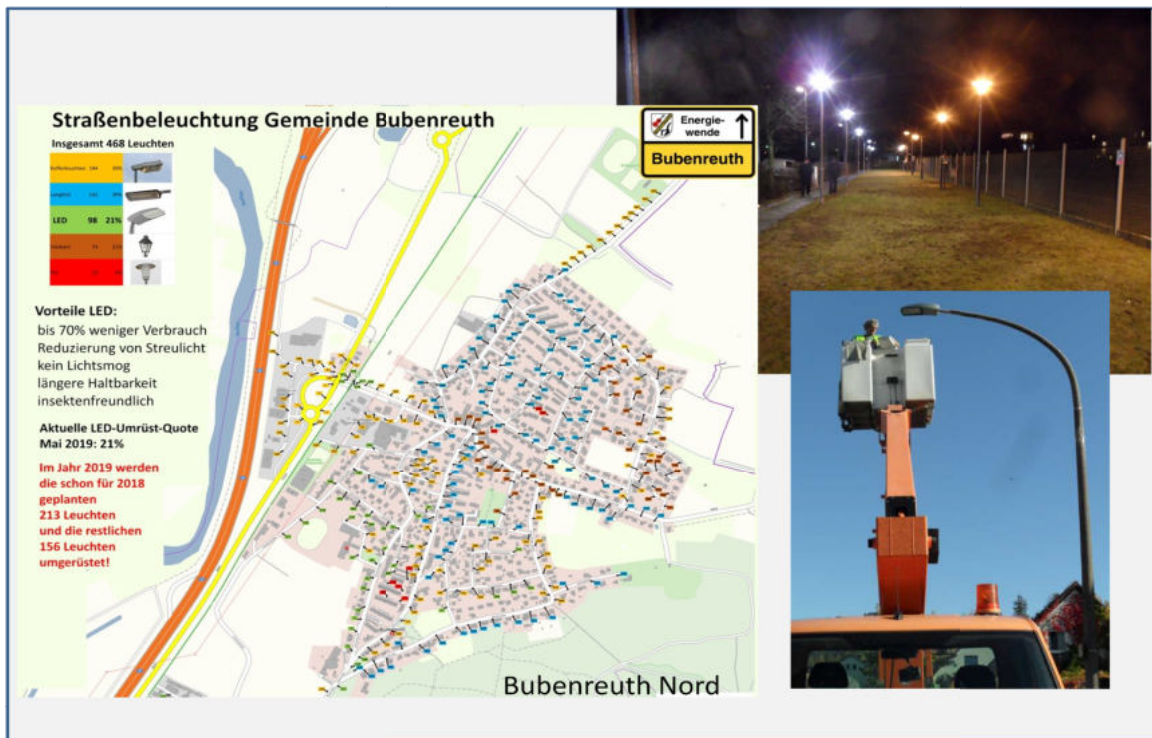 Straßenbeleuchtung Gemeinde Bubenreuth
Insgesamt 468 Leuchten
LED 98 21%
Vorteile LED:
bis 70% weniger Verbrauch
Reduzierung von Streulicht
kein Lichtsmog
längere Haltbarkeit
insektenfreundlich
Aktuelle LED-Umrüst-Quote
Mai 2019: 21%
Im Jahr 2019 werden
die schon für 2018
geplanten
213 Leuchten
und die restlichen
156 Leuchten
umgerüstet!
Energie-
wende
Bubenreuth
Bubenreuth Nord